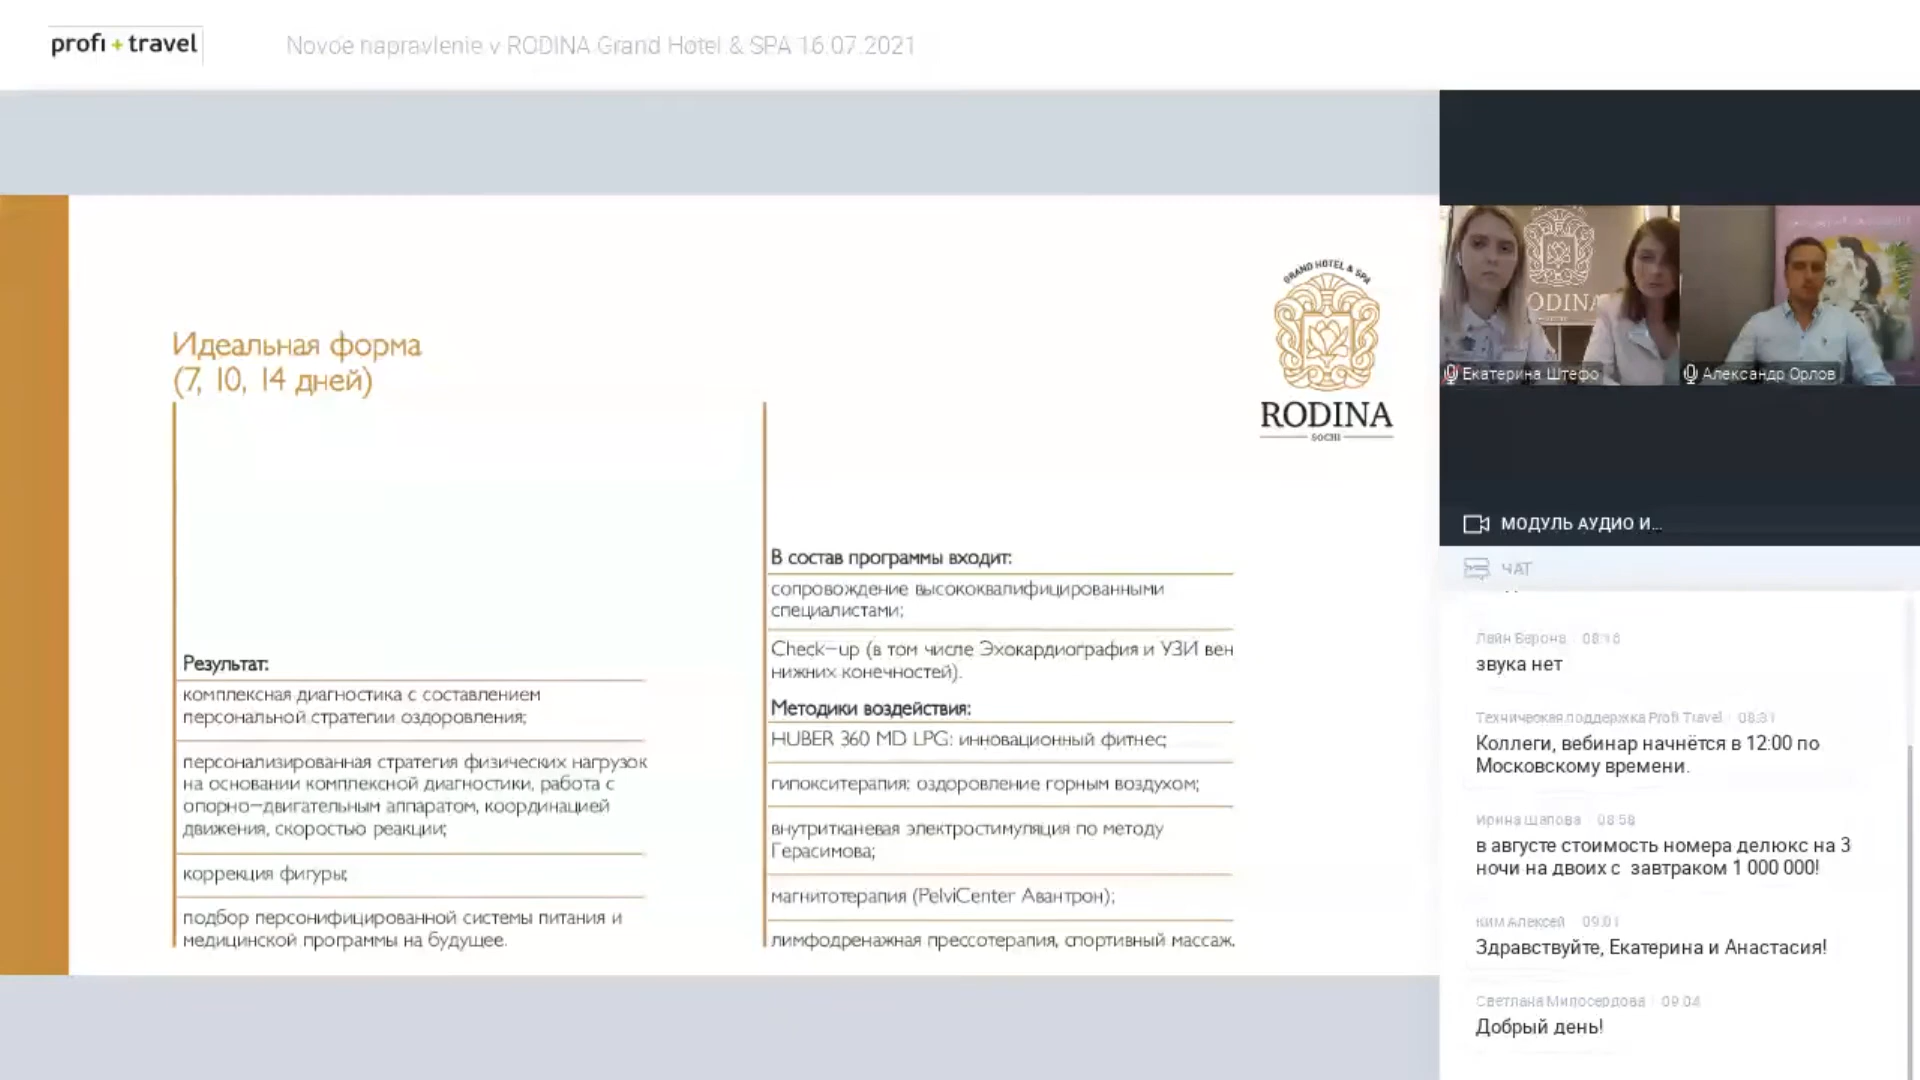 profi + travel
Novoe napravlenie v RODINA Grand Hotel & SPA 16.07.2021
Идеальная форма
(7, 10, 14 дней)
Результат:
комплексная диагностика с составлением
персональной стратегии оздоровления;
персонализированная стратегия физических нагрузок
на основании комплексной диагностики, работа с
опорно-двигательным аппаратом, координацией
движения, скоростью реакции;
коррекция фигуры;
подбор персонифицированной системы питания и
медицинской программы на будущее.
В состав программы входит:
сопровождение высококвалифицированными
специалистами;
Check-up (в том числе Эхокардиография и УЗИ вен
нижних конечностей).
Методики воздействия:
HUBER 360 MD LPG: инновационный фитнес;
гипокситерапия: оздоровление горным воздухом;
внутритканевая электростимуляция по методу
Герасимова;
магнитотерапия (PelviCenter Авантрон);
лимфодренажная прессотерапия, спортивный массаж.
GRAND HOTEL & SPA
RODINA
SOCHI
ODINA
Екатерина Штефо
Александр Орлов
МОДУЛЬ АУДИО И...
ЧАТ
Лейн Верона 08:16
звука нет
Техническая поддержка Profi Travel 08:31
Коллеги, вебинар начнётся в 12:00 по
Московскому времени.
Ирина Шапова 08:58
в августе стоимость номера делюкс на 3
ночи на двоих с завтраком 1 000 000!
Ким Алексей 09:01
Здравствуйте, Екатерина и Анастасия!
Светлана Милосердова 09:04
Добрый день!